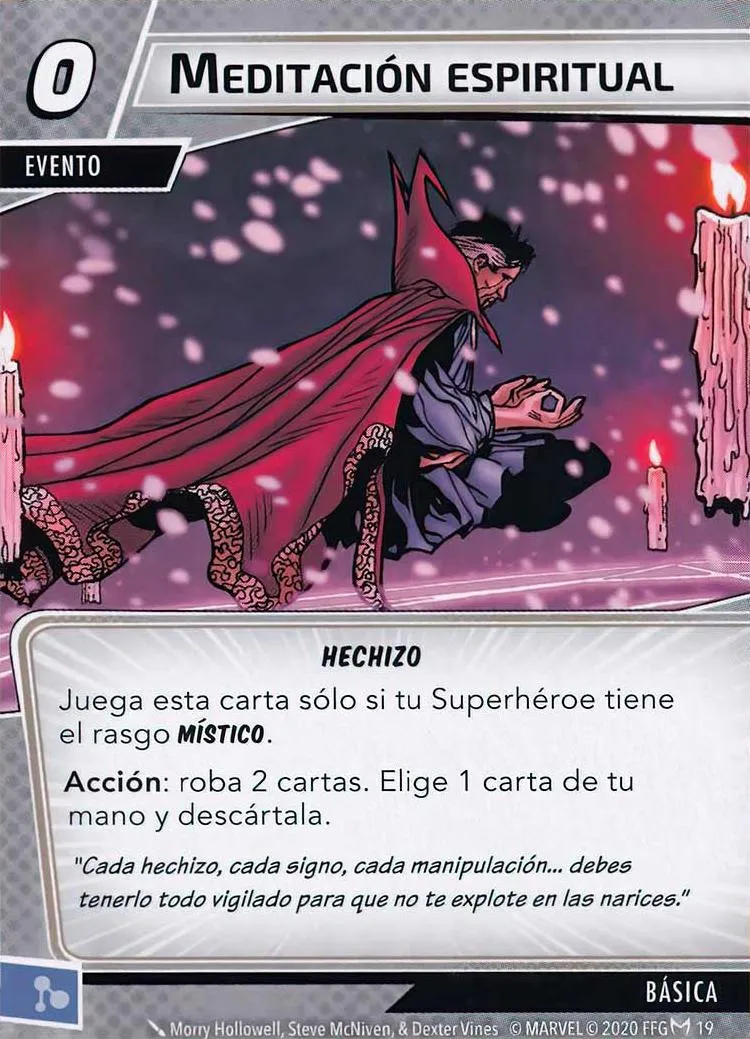 0
MEDITACIÓN ESPIRITUAL
EVENTO
HECHIZO
Juega esta carta sólo si tu Superhéroe tiene
el rasgo MÍSTICO.
Acción: roba 2 cartas. Elige 1 carta de tu
mano y descártala.
"Cada hechizo, cada signo, cada manipulación... debes
tenerlo todo vigilado para que no te explote en las narices."
BÁSICA
Morry Hollowell, Steve McNiven, & Dexter Vines © MARVEL © 2020 FFG 19